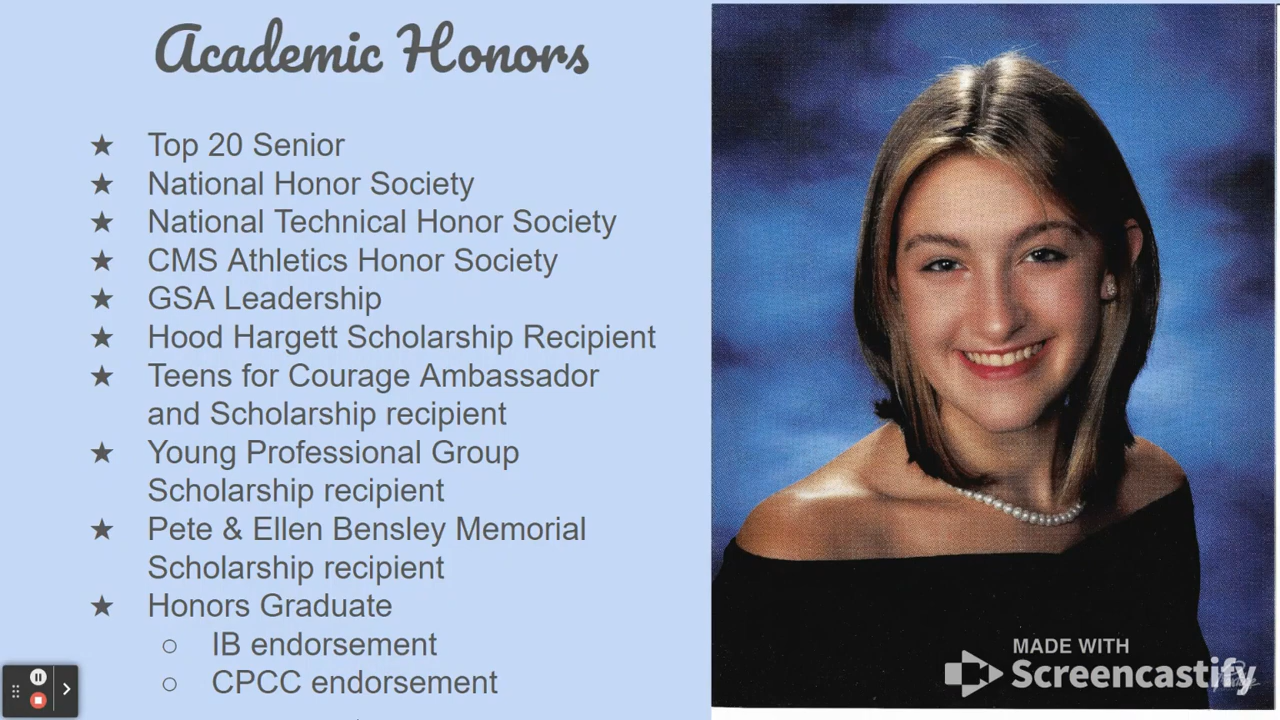 Academic Honors
★ Top 20 Senior
★ National Honor Society
★ National Technical Honor Society
★ CMS Athletics Honor Society
★ GSA Leadership
★ Hood Hargett Scholarship Recipient
★ Teens for Courage Ambassador
and Scholarship recipient
★ Young Professional Group
Scholarship recipient
★ Pete & Ellen Bensley Memorial
Scholarship recipient
★ Honors Graduate
○ IB endorsement
○ CPCC endorsement
MADE WITH
Screencastify